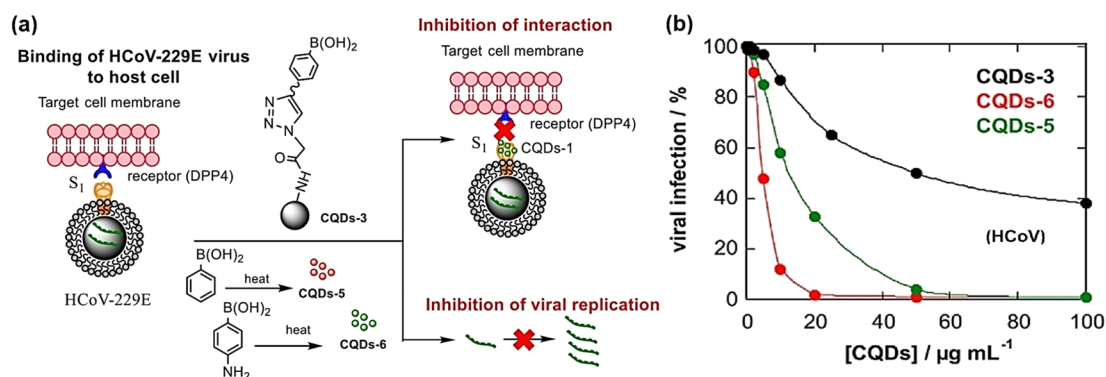 (a)
Binding of HCoV-229E virus
to host cell
Target cell membrane
receptor (DPP4)
S1
HCoV-229E
B(OH)2
N
N
N
O
HN
CQDs-3
B(OH)2
heat
CQDs-5
B(OH)2
NH2
heat
CQDs-6
Inhibition of interaction
Target cell membrane
receptor (DPP4)
S1
CQDs-1
Inhibition of viral replication
(b)
viral infection / %
100
80
60
40
20
0
CQDs-3
CQDs-6
CQDs-5
(HCoV)
0 20 40 60 80 100
[CQDs] / µg mL-1